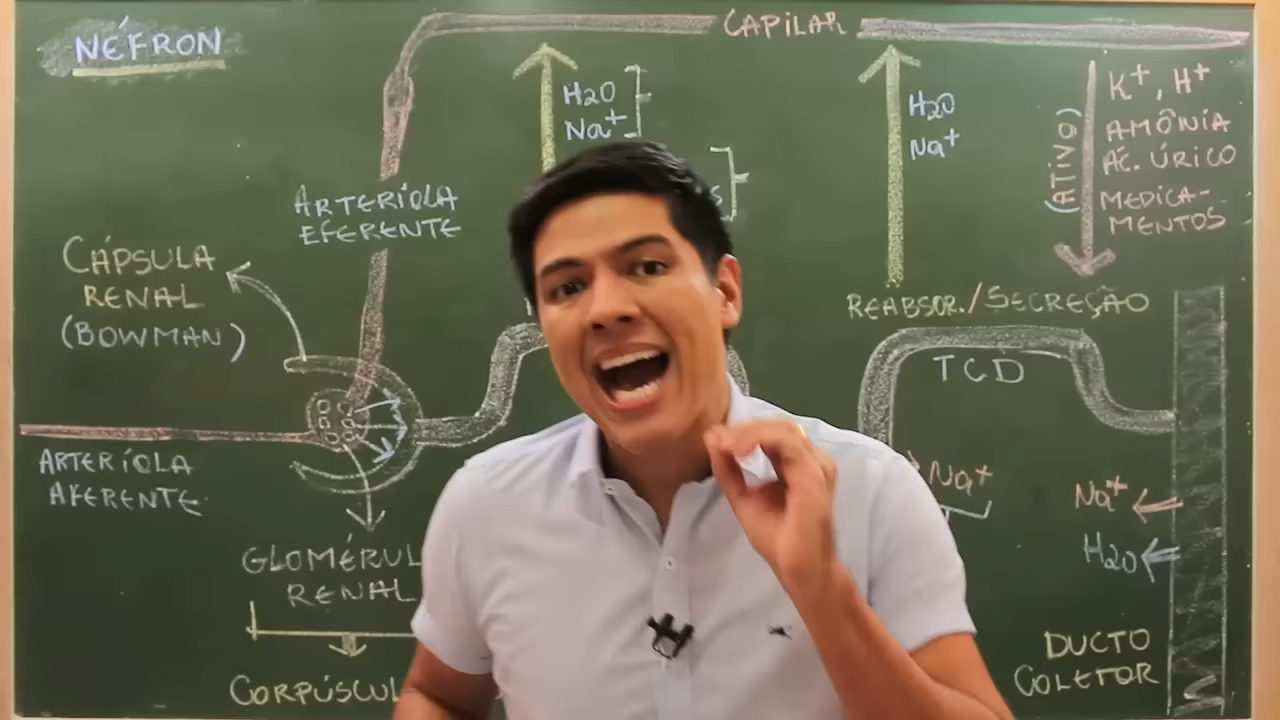 NÉFRON
CAPILAR
H2O
Na+
H2O
Na+
K+, H+
AMÔNIA
ÁC. ÚRICO
MEDICA-
MENTOS
(ATIVO)
ARTERÍOLA
EFERENTE
CÁPSULA
RENAL
(BOWMAN)
REABSOR./SECREÇÃO
TCD
ARTERÍOLA
AFERENTE
Na+
Na+
H2O
GLOMÉRUL
RENAL
DUCTO
COLETOR
CORPÚSCUL